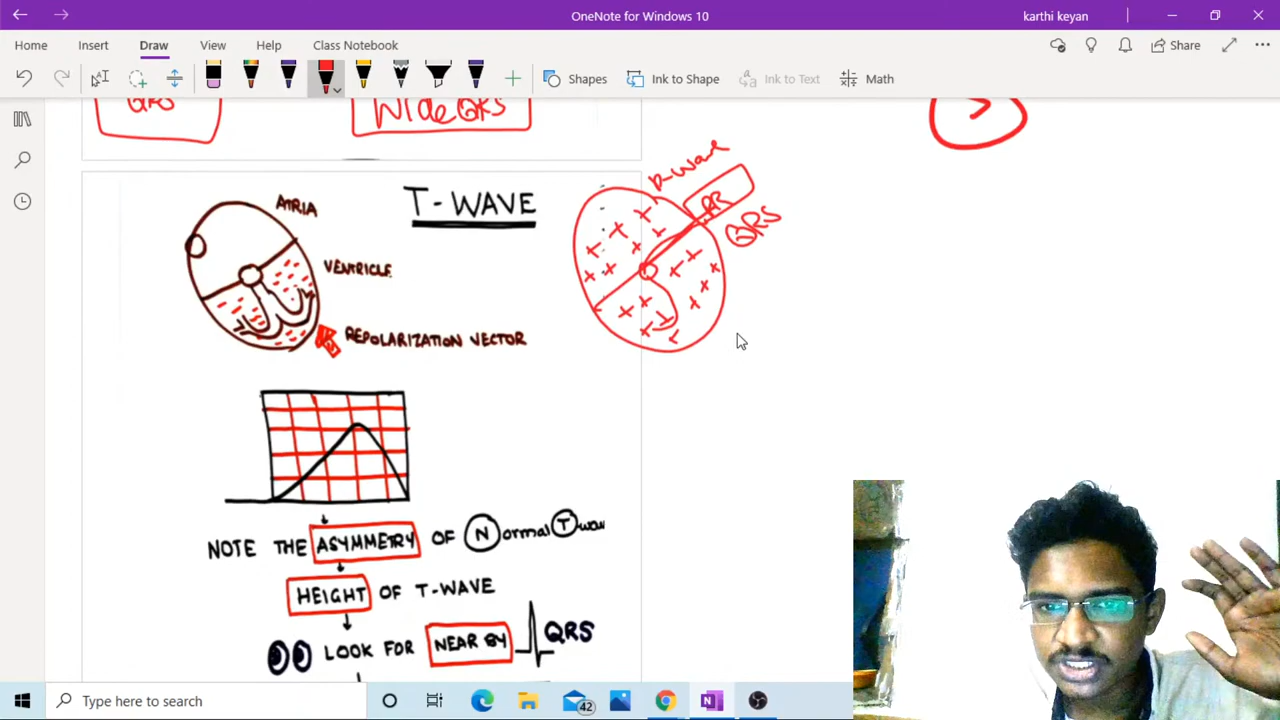 OneNote for Windows 10
karthi keyan
Home
Insert
Draw
View
Help
Class Notebook
Share
Shapes
Ink to Shape
Ink to Text
Math
QRS
Wide QRS
T-WAVE
ATRIA
VENTRICLE
REPOLARIZATION VECTOR
P-wave
PR
QRS
NOTE THE ASYMMETRY OF Normal T wav
HEIGHT OF T-WAVE
LOOK FOR NEAR BY QRS
Type here to search
42